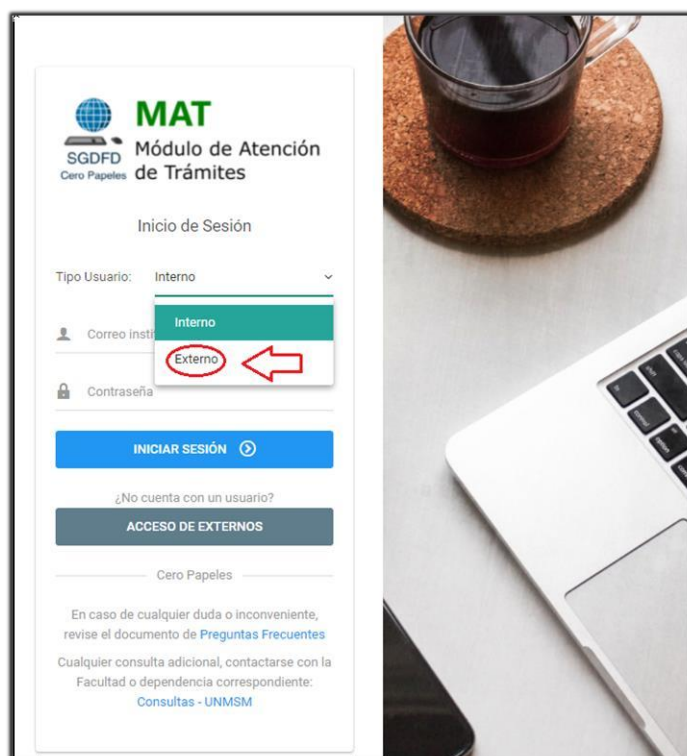 MAT
SGDFD
Cero Papeles
Módulo de Atención
de Trámites
Inicio de Sesión
Tipo Usuario: Interno
Interno
Correo insti
Externo
Contraseña
INICIAR SESIÓN
¿No cuenta con un usuario?
ACCESO DE EXTERNOS
Cero Papeles
En caso de cualquier duda o inconveniente,
revise el documento de Preguntas Frecuentes
Cualquier consulta adicional, contactarse con la
Facultad o dependencia correspondiente:
Consultas - UNMSM